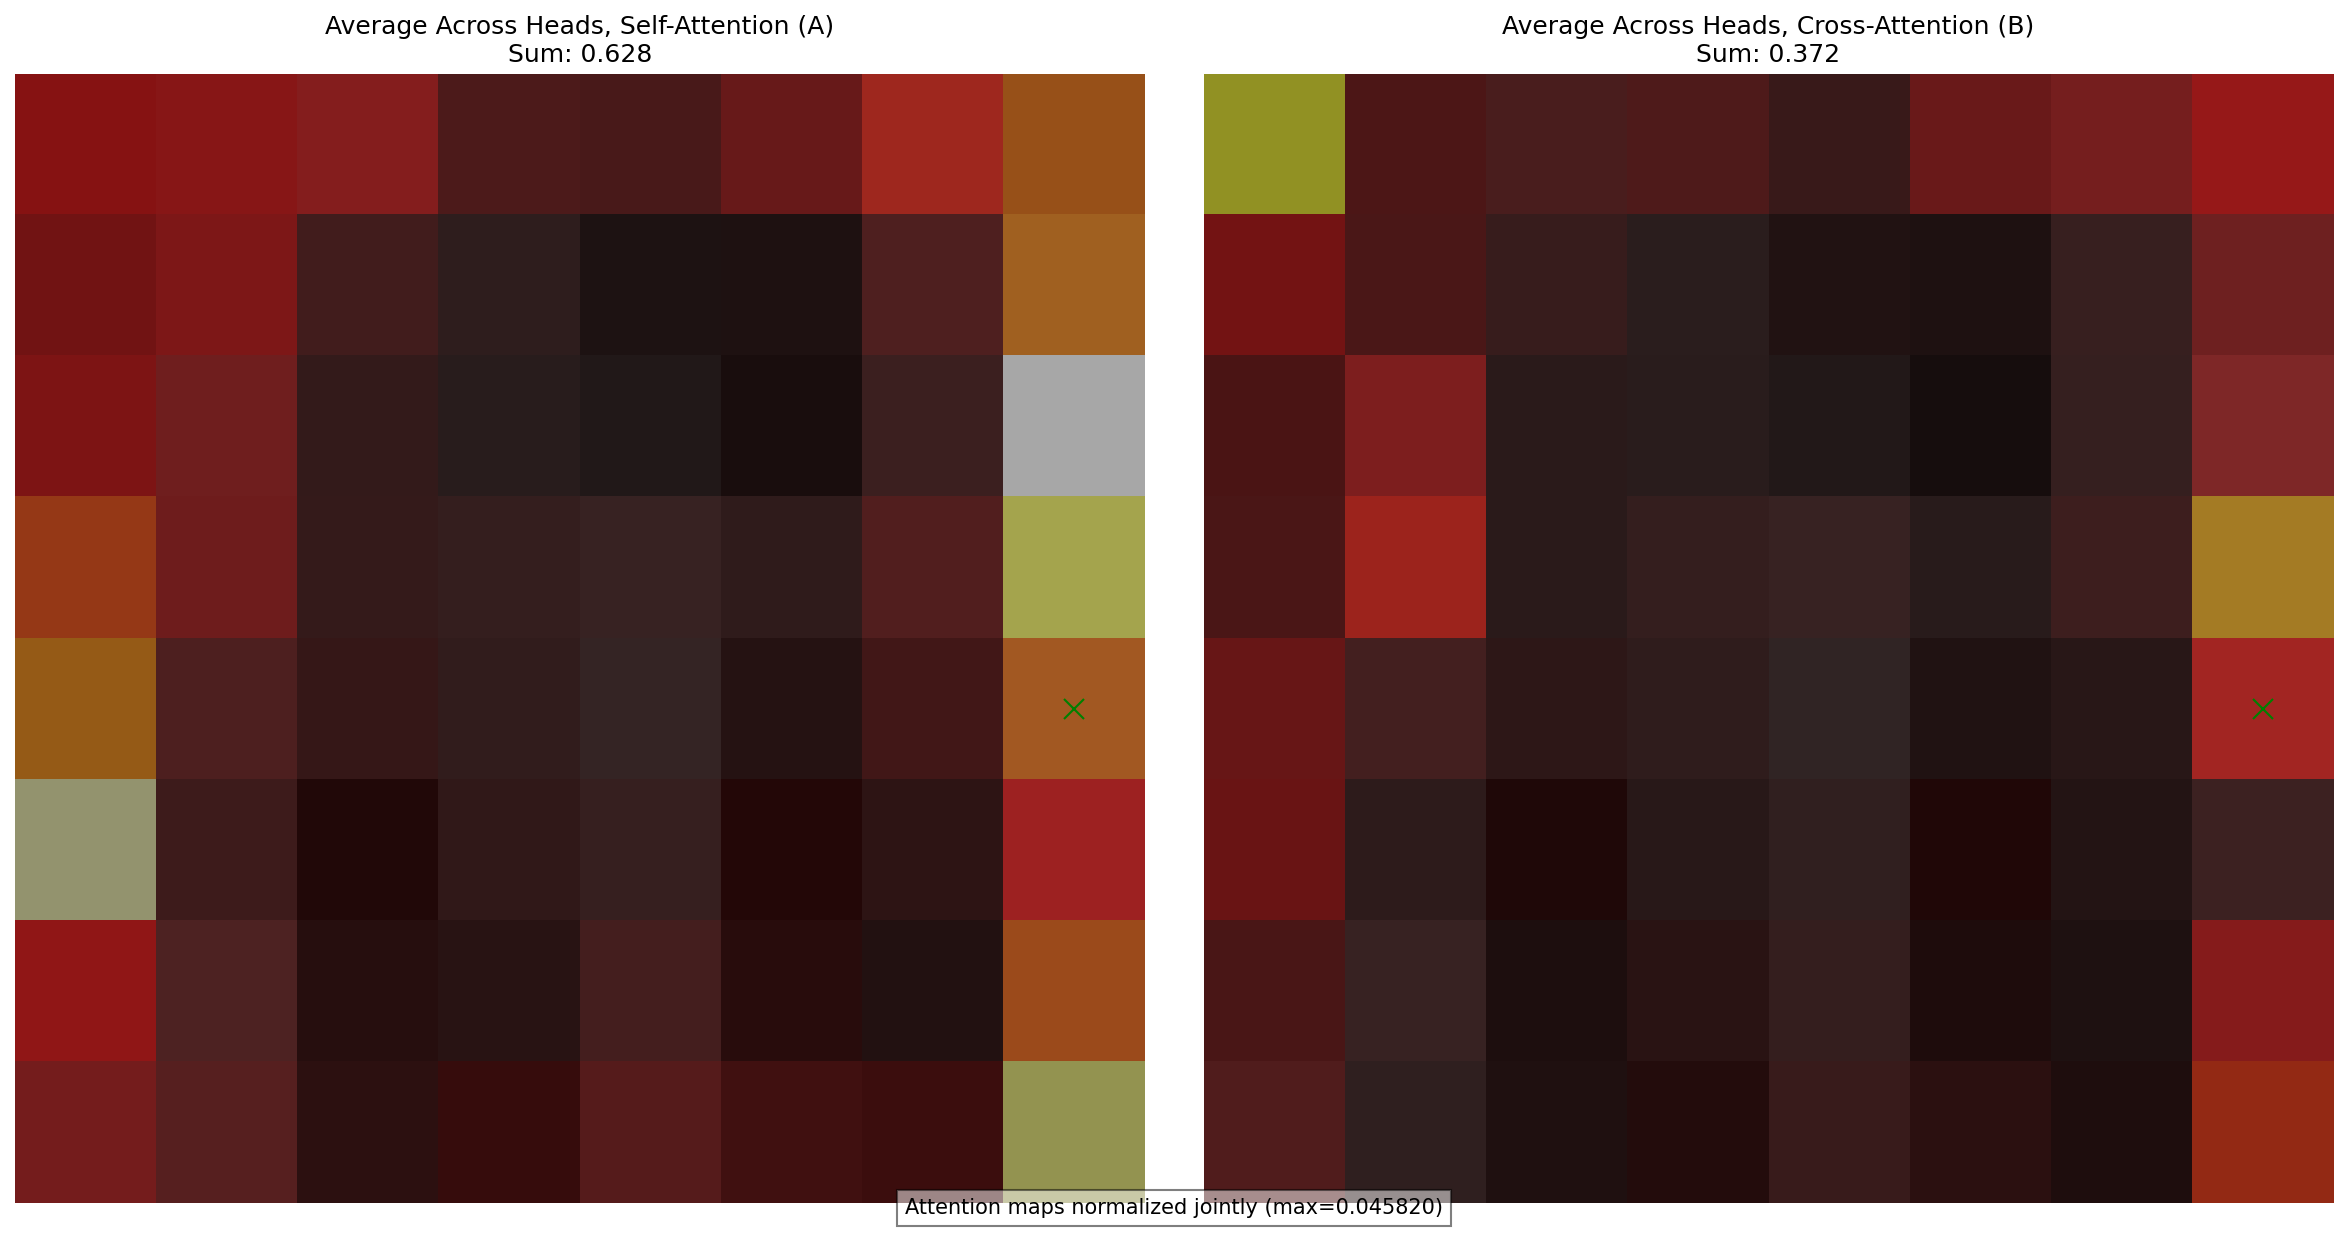 Average Across Heads, Self-Attention (A)
Sum: 0.628
Average Across Heads, Cross-Attention (B)
Sum: 0.372
Attention maps normalized jointly (max=0.045820)